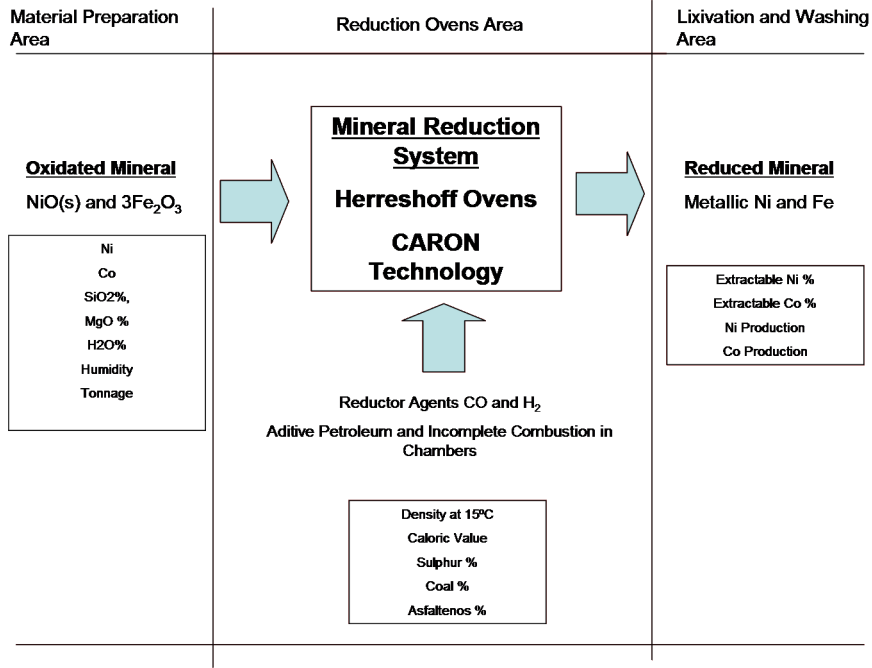 Material Preparation
Area
Reduction Ovens Area
Lixivation and Washing
Area
Oxidated Mineral
NiO(s) and 3Fe₂O₃
Ni
Co
SiO2%,
MgO %
H2O%
Humidity
Tonnage
Mineral Reduction
System
Herreshoff Ovens
CARON
Technology
Reductor Agents CO and H₂
Aditive Petroleum and Incomplete Combustion in
Chambers
Density at 15ºC
Caloric Value
Sulphur %
Coal %
Asfaltenos %
Reduced Mineral
Metallic Ni and Fe
Extractable Ni %
Extractable Co %
Ni Production
Co Production